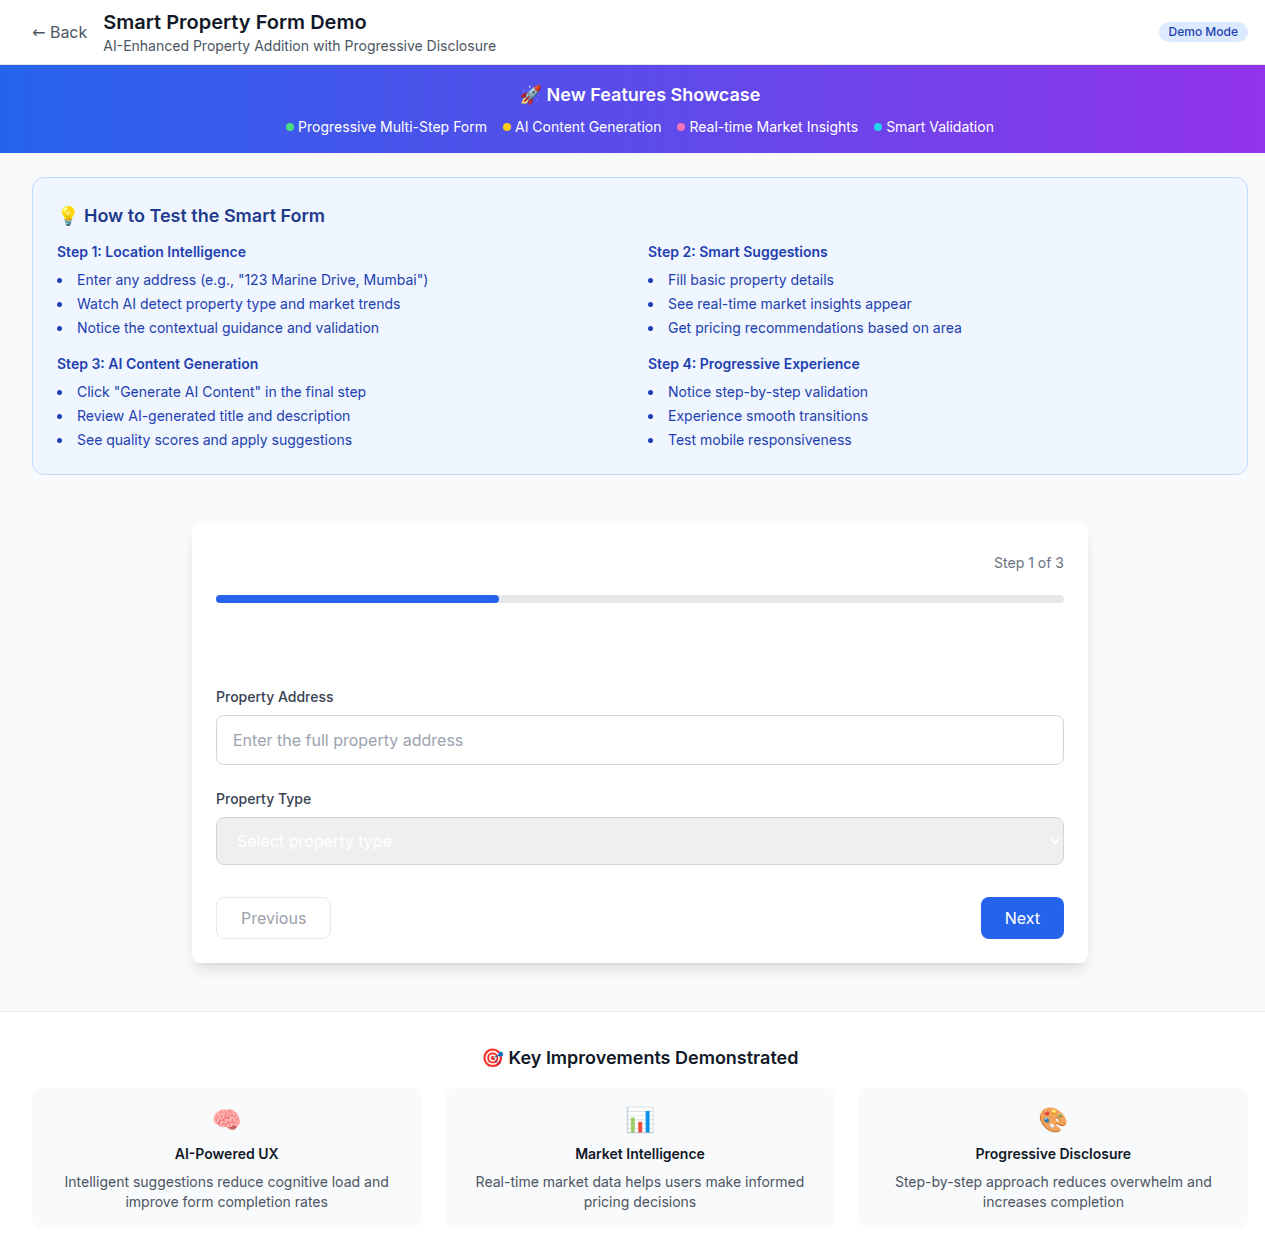 ← Back
Smart Property Form Demo
AI-Enhanced Property Addition with Progressive Disclosure
Demo Mode
🚀 New Features Showcase
Progressive Multi-Step Form
AI Content Generation
Real-time Market Insights
Smart Validation
💡 How to Test the Smart Form
Step 1: Location Intelligence
• Enter any address (e.g., "123 Marine Drive, Mumbai")
• Watch AI detect property type and market trends
• Notice the contextual guidance and validation
Step 2: Smart Suggestions
• Fill basic property details
• See real-time market insights appear
• Get pricing recommendations based on area
Step 3: AI Content Generation
• Click "Generate AI Content" in the final step
• Review AI-generated title and description
• See quality scores and apply suggestions
Step 4: Progressive Experience
• Notice step-by-step validation
• Experience smooth transitions
• Test mobile responsiveness
Step 1 of 3
Property Address
Enter the full property address
Property Type
Select property type
Previous
Next
🎯 Key Improvements Demonstrated
🧠
AI-Powered UX
Intelligent suggestions reduce cognitive load and
improve form completion rates
📊
Market Intelligence
Real-time market data helps users make informed
pricing decisions
🎨
Progressive Disclosure
Step-by-step approach reduces overwhelm and
increases completion